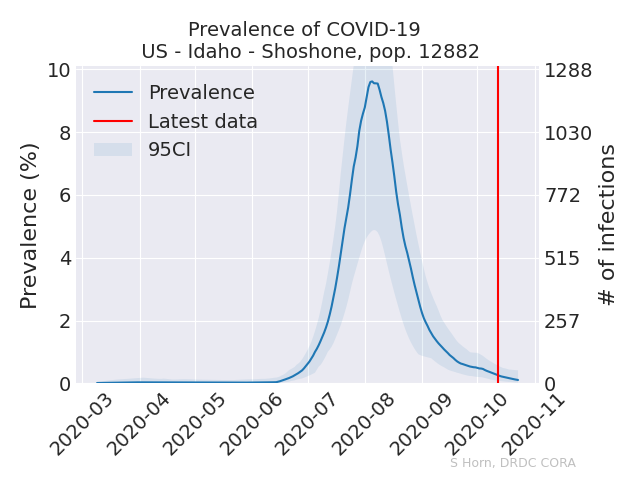 Prevalence of COVID-19
US - Idaho - Shoshone, pop. 12882
Prevalence
Latest data
95CI
Prevalence (%)
10
8
6
4
2
0
1288
1030
772
515
257
0
# of infections
2020-03
2020-04
2020-05
2020-06
2020-07
2020-08
2020-09
2020-10
2020-11
S Horn, DRDC CORA